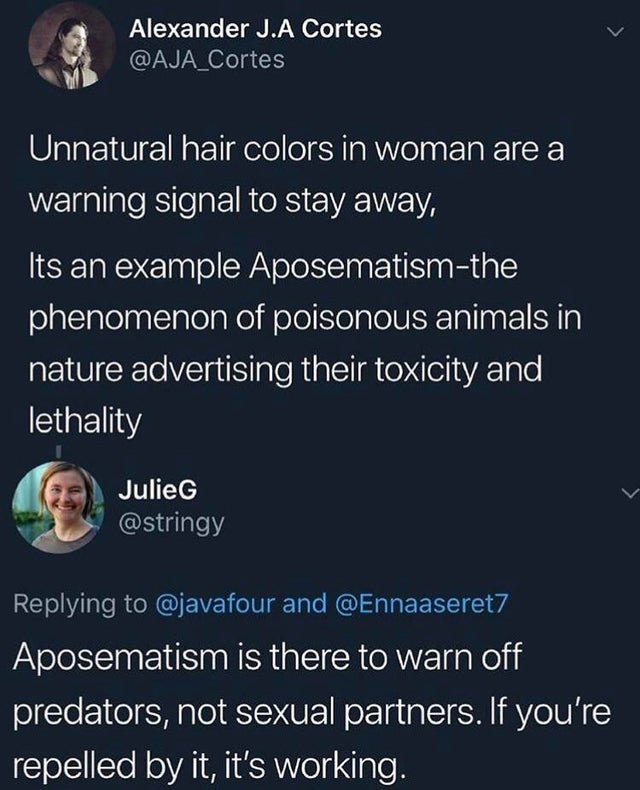 Alexander J.A Cortes
@AJA_Cortes
Unnatural hair colors in woman are a
warning signal to stay away,
Its an example Aposematism-the
phenomenon of poisonous animals in
nature advertising their toxicity and
lethality
JulieG
@stringy
Replying to @javafour and @Ennaaseret7
Aposematism is there to warn off
predators, not sexual partners. If you're
repelled by it, it's working.